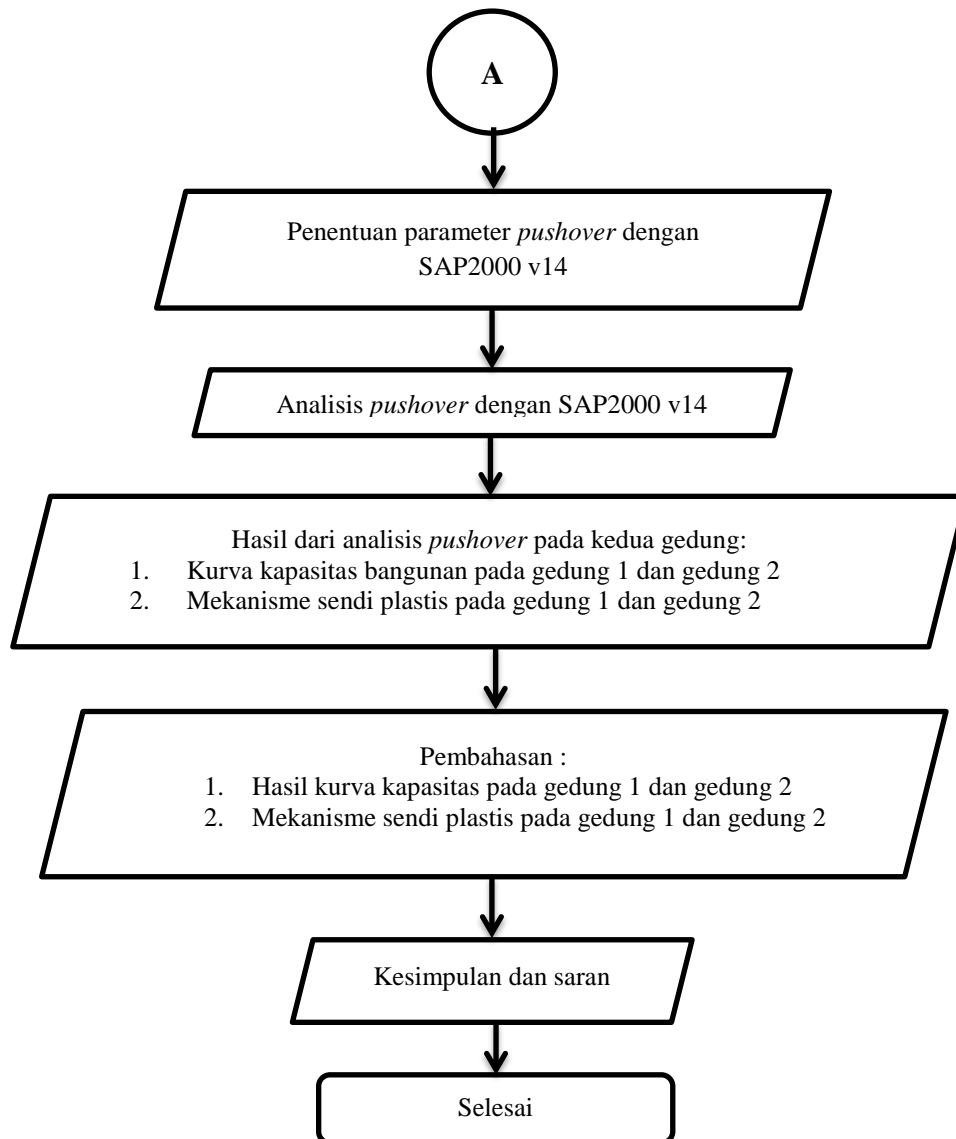 A
Penentuan parameter pushover dengan
SAP2000 v14
Analisis pushover dengan SAP2000 v14
Hasil dari analisis pushover pada kedua gedung:
1. Kurva kapasitas bangunan pada gedung 1 dan gedung 2
2. Mekanisme sendi plastis pada gedung 1 dan gedung 2
Pembahasan :
1. Hasil kurva kapasitas pada gedung 1 dan gedung 2
2. Mekanisme sendi plastis pada gedung 1 dan gedung 2
Kesimpulan dan saran
Selesai